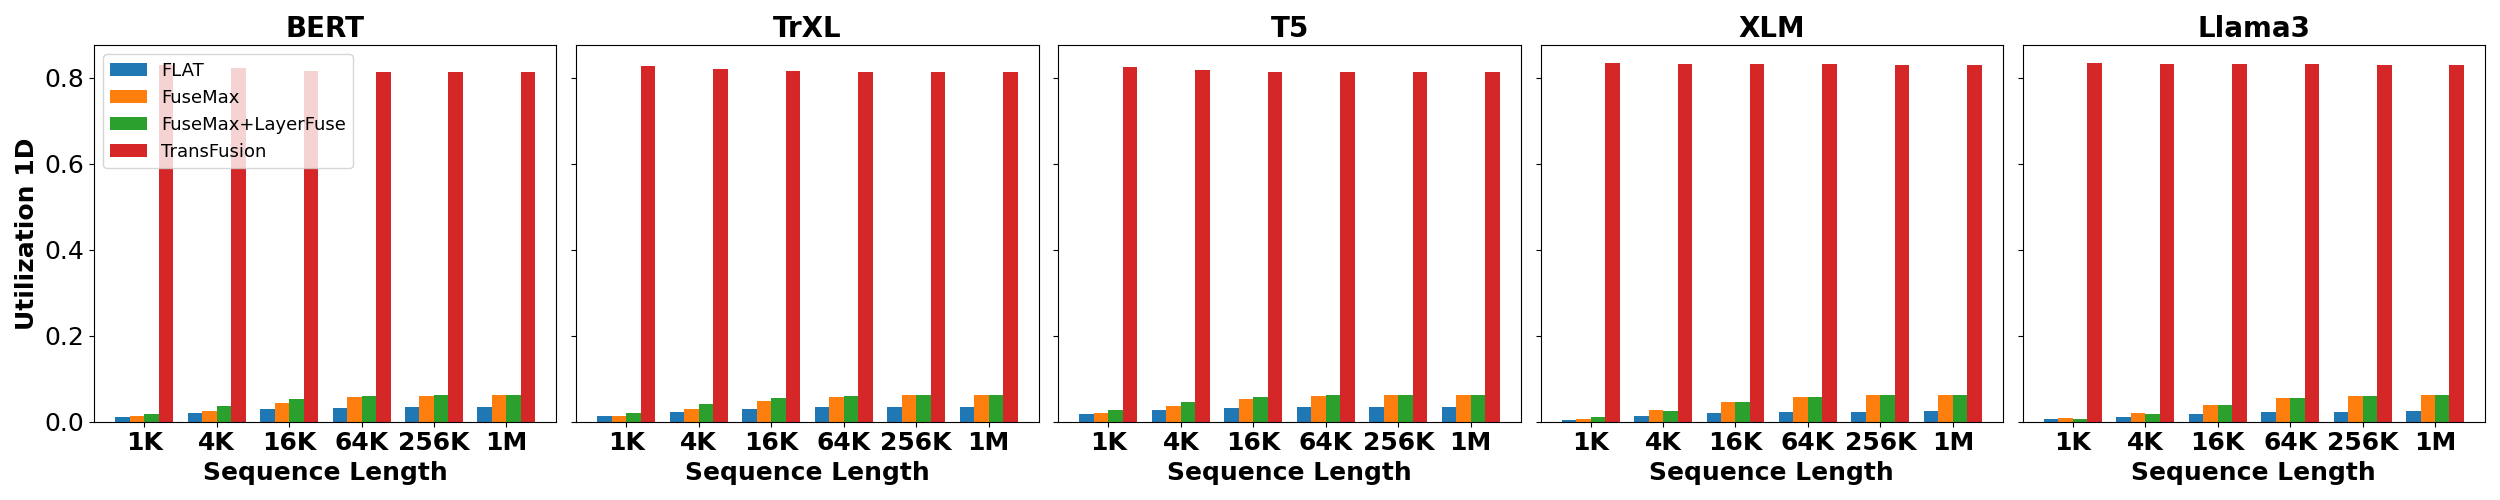 BERT
TrXL
T5
XLM
Llama3
Utilization 1D
0.8
0.6
0.4
0.2
0.0
FLAT
FuseMax
FuseMax+LayerFuse
TransFusion
1K 4K 16K 64K 256K 1M
1K 4K 16K 64K 256K 1M
1K 4K 16K 64K 256K 1M
1K 4K 16K 64K 256K 1M
1K 4K 16K 64K 256K 1M
Sequence Length
Sequence Length
Sequence Length
Sequence Length
Sequence Length